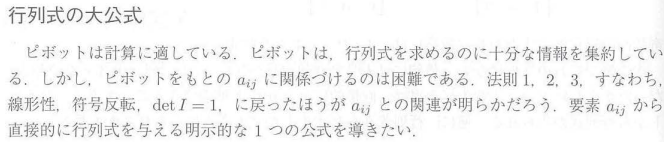 行列式の大公式
ピボットは計算に適している．ピボットは，行列式を求めるのに十分な情報を集約してい
る．しかし，ピボットをもとの a_{ij} に関係づけるのは困難である．法則 1，2，3，すなわち，
線形性，符号反転，det I = 1，に戻ったほうが a_{ij} との関連が明らかだろう．要素 a_{ij} から
直接的に行列式を与える明示的な 1 つの公式を導きたい．